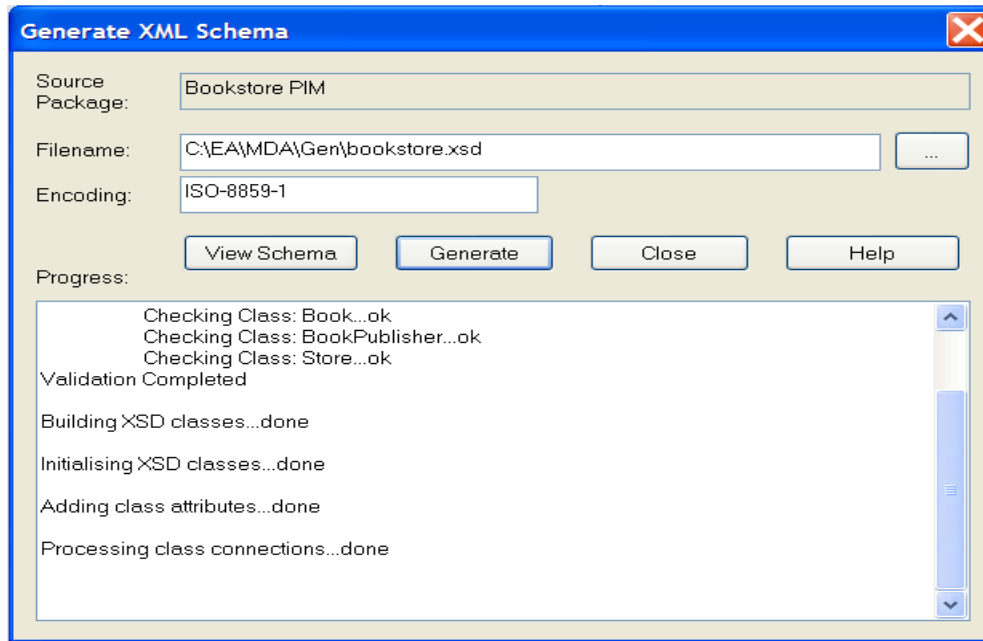 Generate XML Schema
Source
Package:
Bookstore PIM
Filename:
C:\EA\MDA\Gen\bookstore.xsd
...
Encoding:
ISO-8859-1
View Schema
Generate
Close
Help
Progress:
Checking Class: Book...ok
Checking Class: BookPublisher...ok
Checking Class: Store...ok
Validation Completed
Building XSD classes...done
Initialising XSD classes...done
Adding class attributes...done
Processing class connections...done